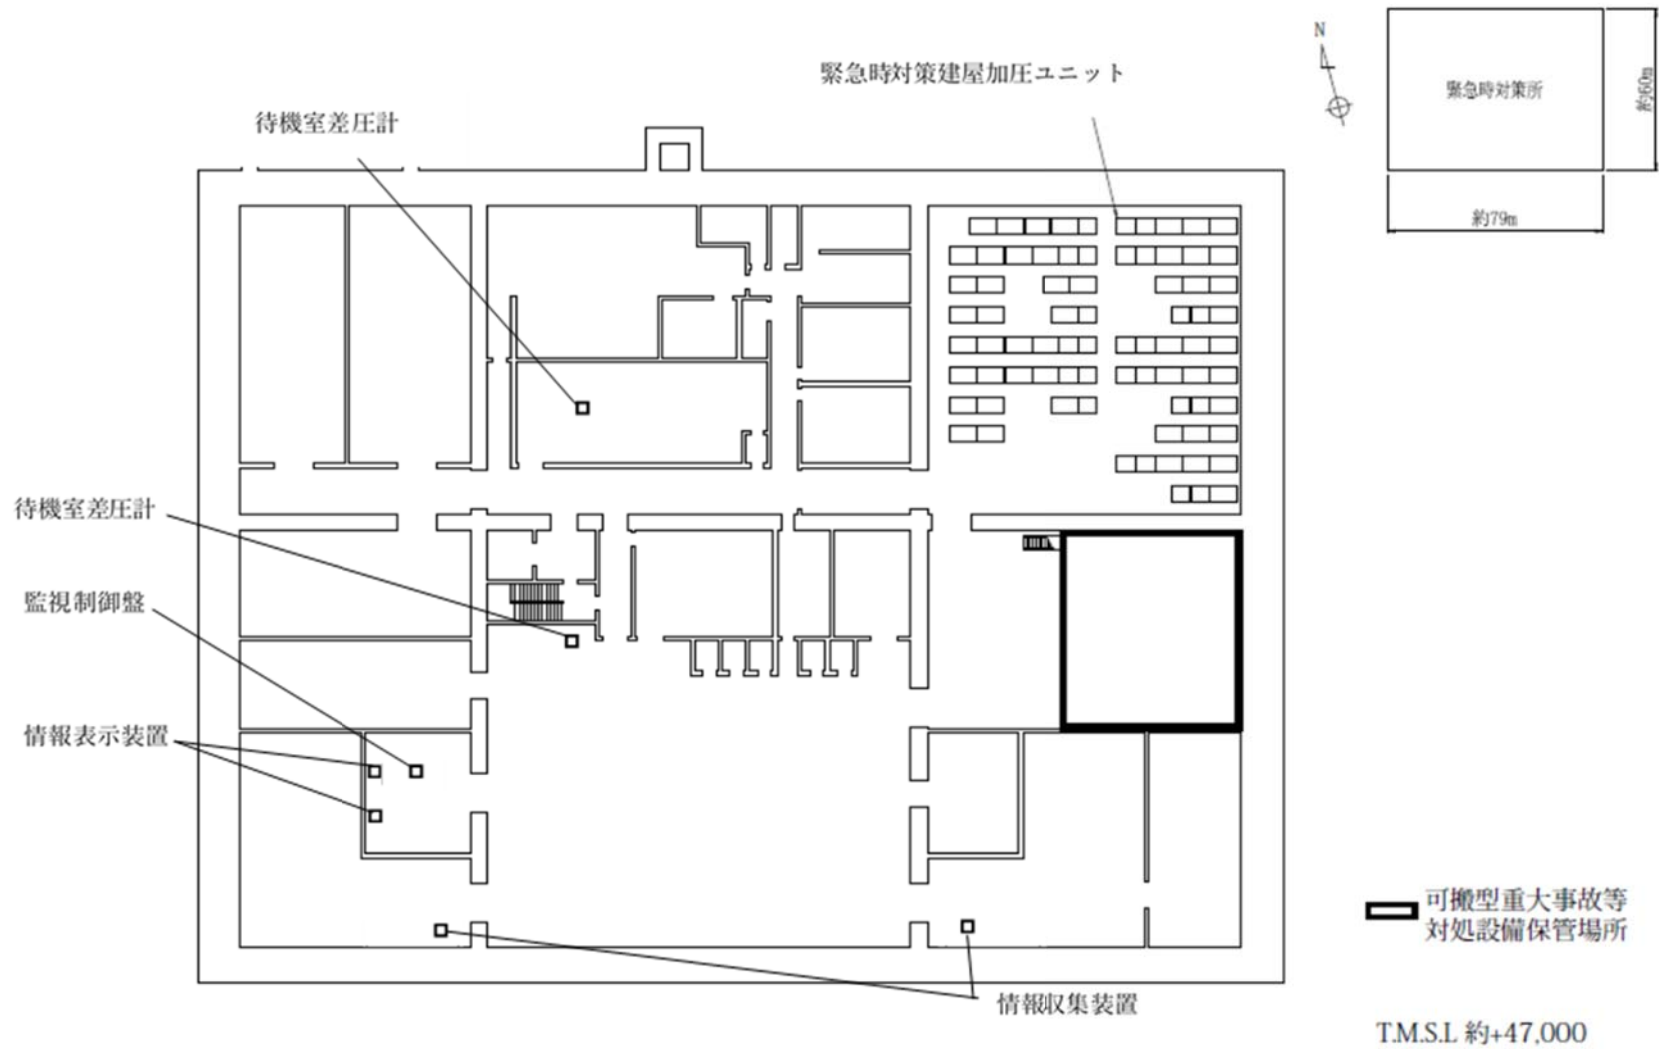 N
緊急時対策所
約60m
約79m
緊急時対策建屋加圧ユニット
待機室差圧計
待機室差圧計
監視制御盤
情報表示装置
情報収集装置
可搬型重大事故等
対処設備保管場所
T.M.S.L 約+47,000